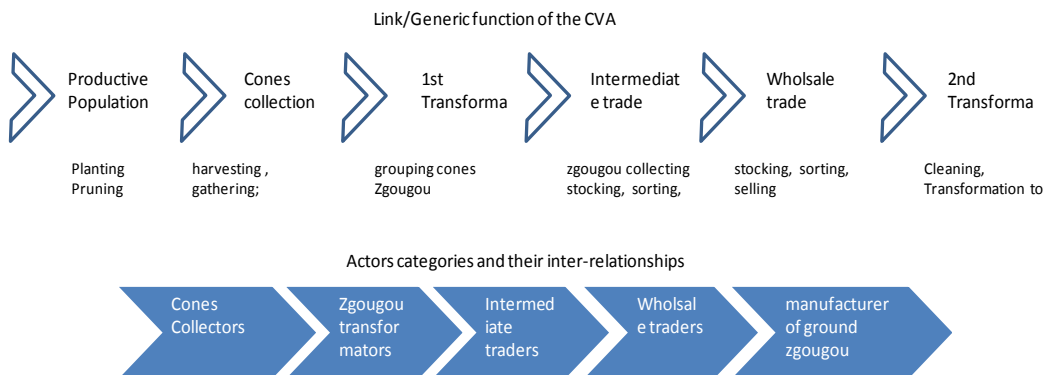 Link/Generic function of the CVA
Productive
Population
Cones
collection
1st
Transforma
Intermediat
e trade
Wholsale
trade
2nd
Transforma
Planting
Pruning
harvesting ,
gathering;
grouping cones
Zgougou
zgougou collecting
stocking, sorting,
stocking, sorting,
selling
Cleaning,
Transformation to
Actors categories and their inter-relationships
Cones
Collectors
Zgougou
transfor
mators
Intermed
iate
traders
Wholsal
e traders
manufacturer
of ground
zgougou